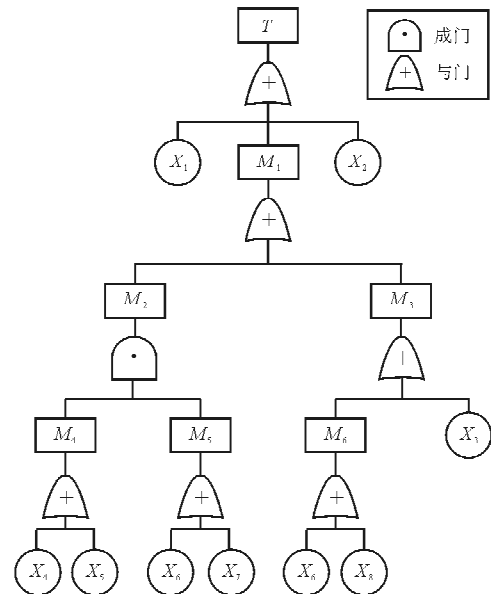 T
· 成门
+ 与门
+
X₁ M₁ X₂
+
M₂ M₃
· |
M₄ M₅ M₆ X₃
+ + +
X₄ X₅ X₆ X₇ X₆ X₈